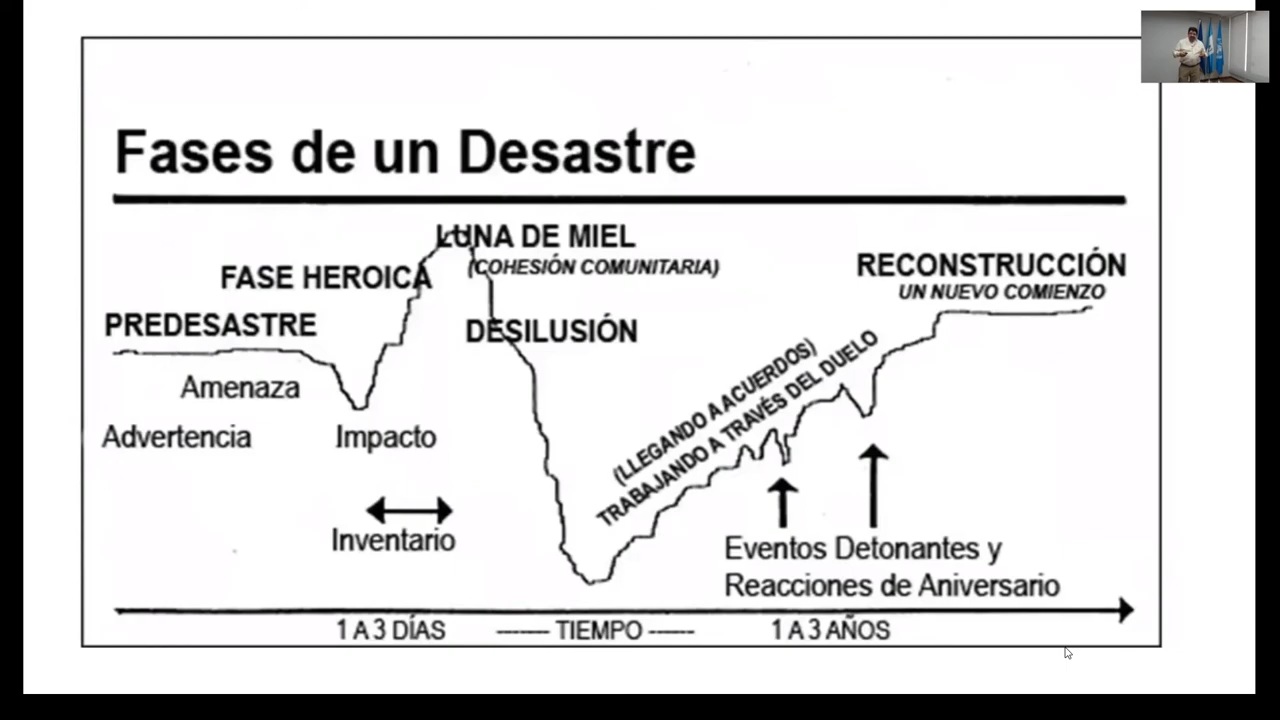 Fases de un Desastre
LUNA DE MIEL
(COHESIÓN COMUNITARIA)
FASE HEROICA
RECONSTRUCCIÓN
UN NUEVO COMIENZO
PREDESASTRE
DESILUSIÓN
Amenaza
Advertencia
Impacto
(LLEGANDO A ACUERDOS)
TRABAJANDO A TRAVÉS DEL DUELO
Inventario
Eventos Detonantes y
Reacciones de Aniversario
1 A 3 DÍAS
TIEMPO
1 A 3 AÑOS